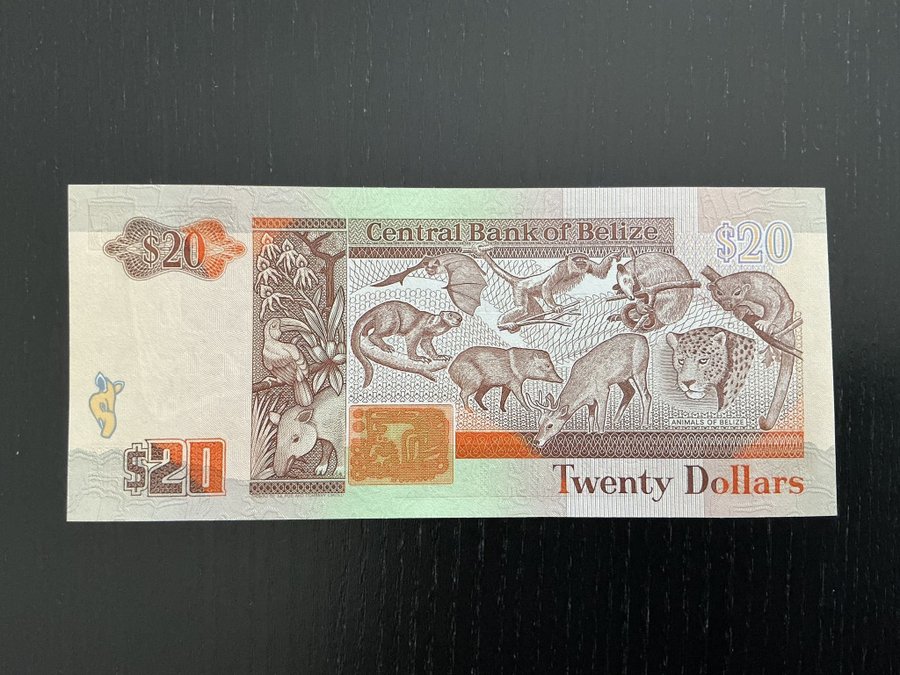 $20
Central Bank of Belize
$20
ANIMALS OF BELIZE
$20
Twenty Dollars